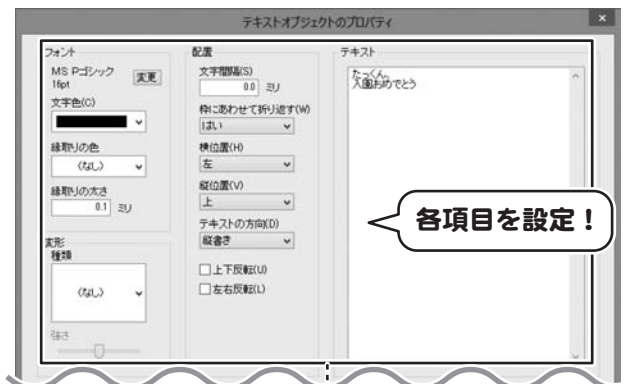 テキストオブジェクトのプロパティ
×
フォント
MS Pゴシック
16pt
変更
文字色(C)
縁取りの色
(なし)
縁取りの太さ
0.1 ミリ
変形
種類
(なし)
強さ
配置
文字間隔(S)
0.0 ミリ
枠にあわせて折り返す(W)
はい
横位置(H)
左
縦位置(V)
上
テキストの方向(D)
縦書き
上下反転(U)
左右反転(L)
テキスト
たっくん。
入園おめでとう
各項目を設定！